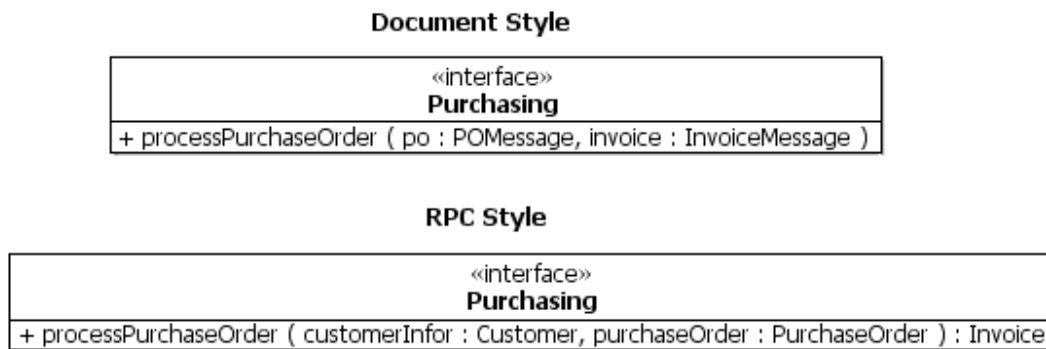 Document Style
«interface»
Purchasing
+ processPurchaseOrder ( po : POMessage, invoice : InvoiceMessage )
RPC Style
«interface»
Purchasing
+ processPurchaseOrder ( customerInfor : Customer, purchaseOrder : PurchaseOrder ) : Invoice